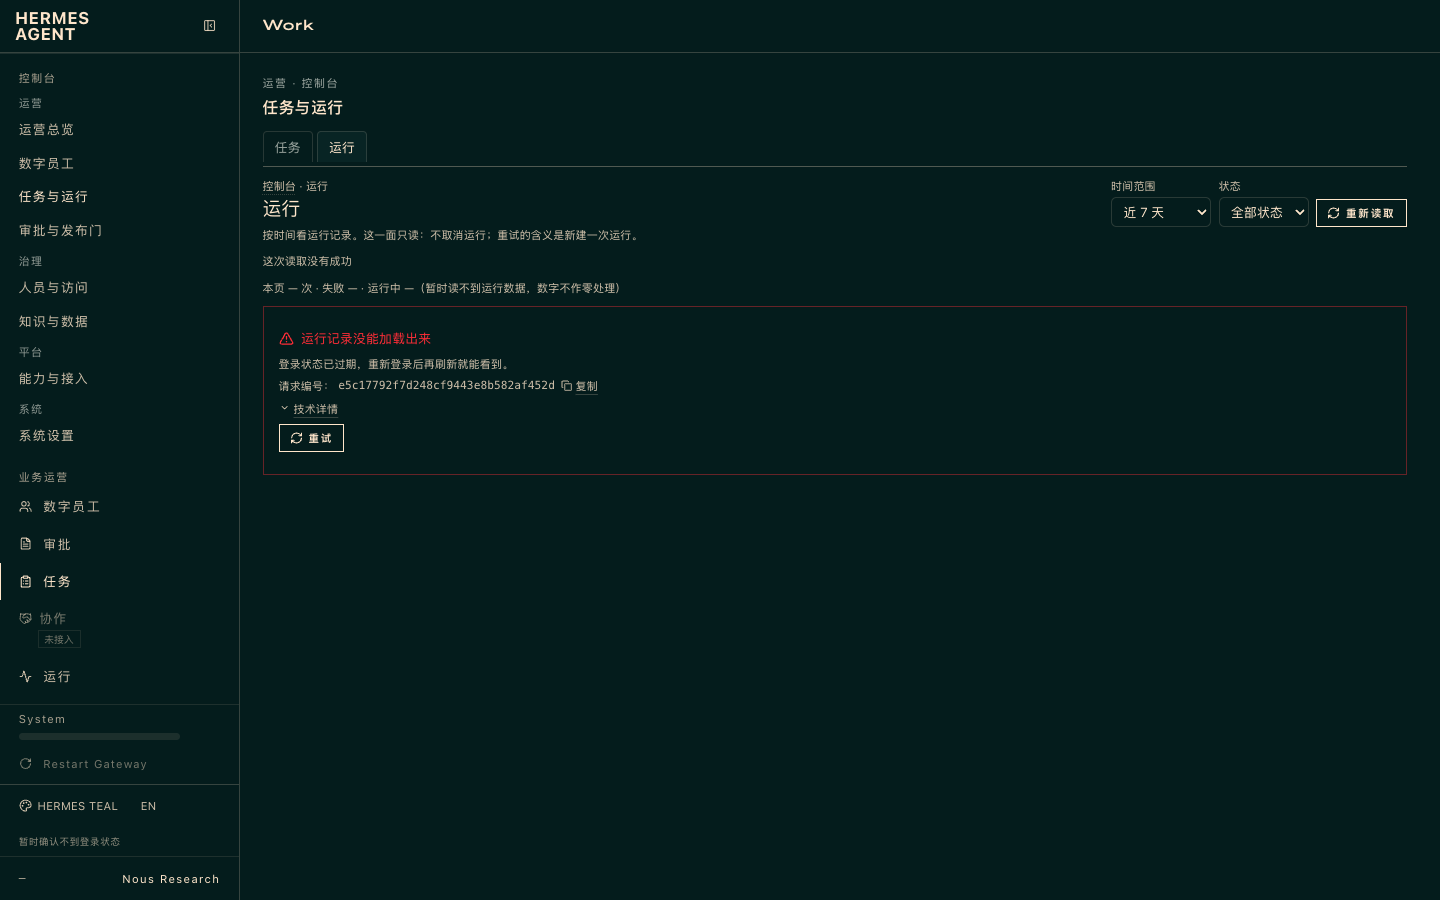 HERMES
AGENT
控制台
运营
运营总览
数字员工
任务与运行
审批与发布门
治理
人员与访问
知识与数据
平台
能力与接入
系统
系统设置
业务运营
数字员工
审批
任务
协作
未接入
运行
System
Restart Gateway
HERMES TEAL EN
暂时确认不到登录状态
— Nous Research
Work
运营 · 控制台
任务与运行
任务 运行
控制台 · 运行
运行
按时间看运行记录。这一面只读：不取消运行；重试的含义是新建一次运行。
时间范围 状态
近 7 天 全部状态 重新读取
这次读取没有成功
本页 — 次 · 失败 — · 运行中 —（暂时读不到运行数据，数字不作零处理）
运行记录没能加载出来
登录状态已过期，重新登录后再刷新就能看到。
请求编号： e5c17792f7d248cf9443e8b582af452d 复制
技术详情
重试